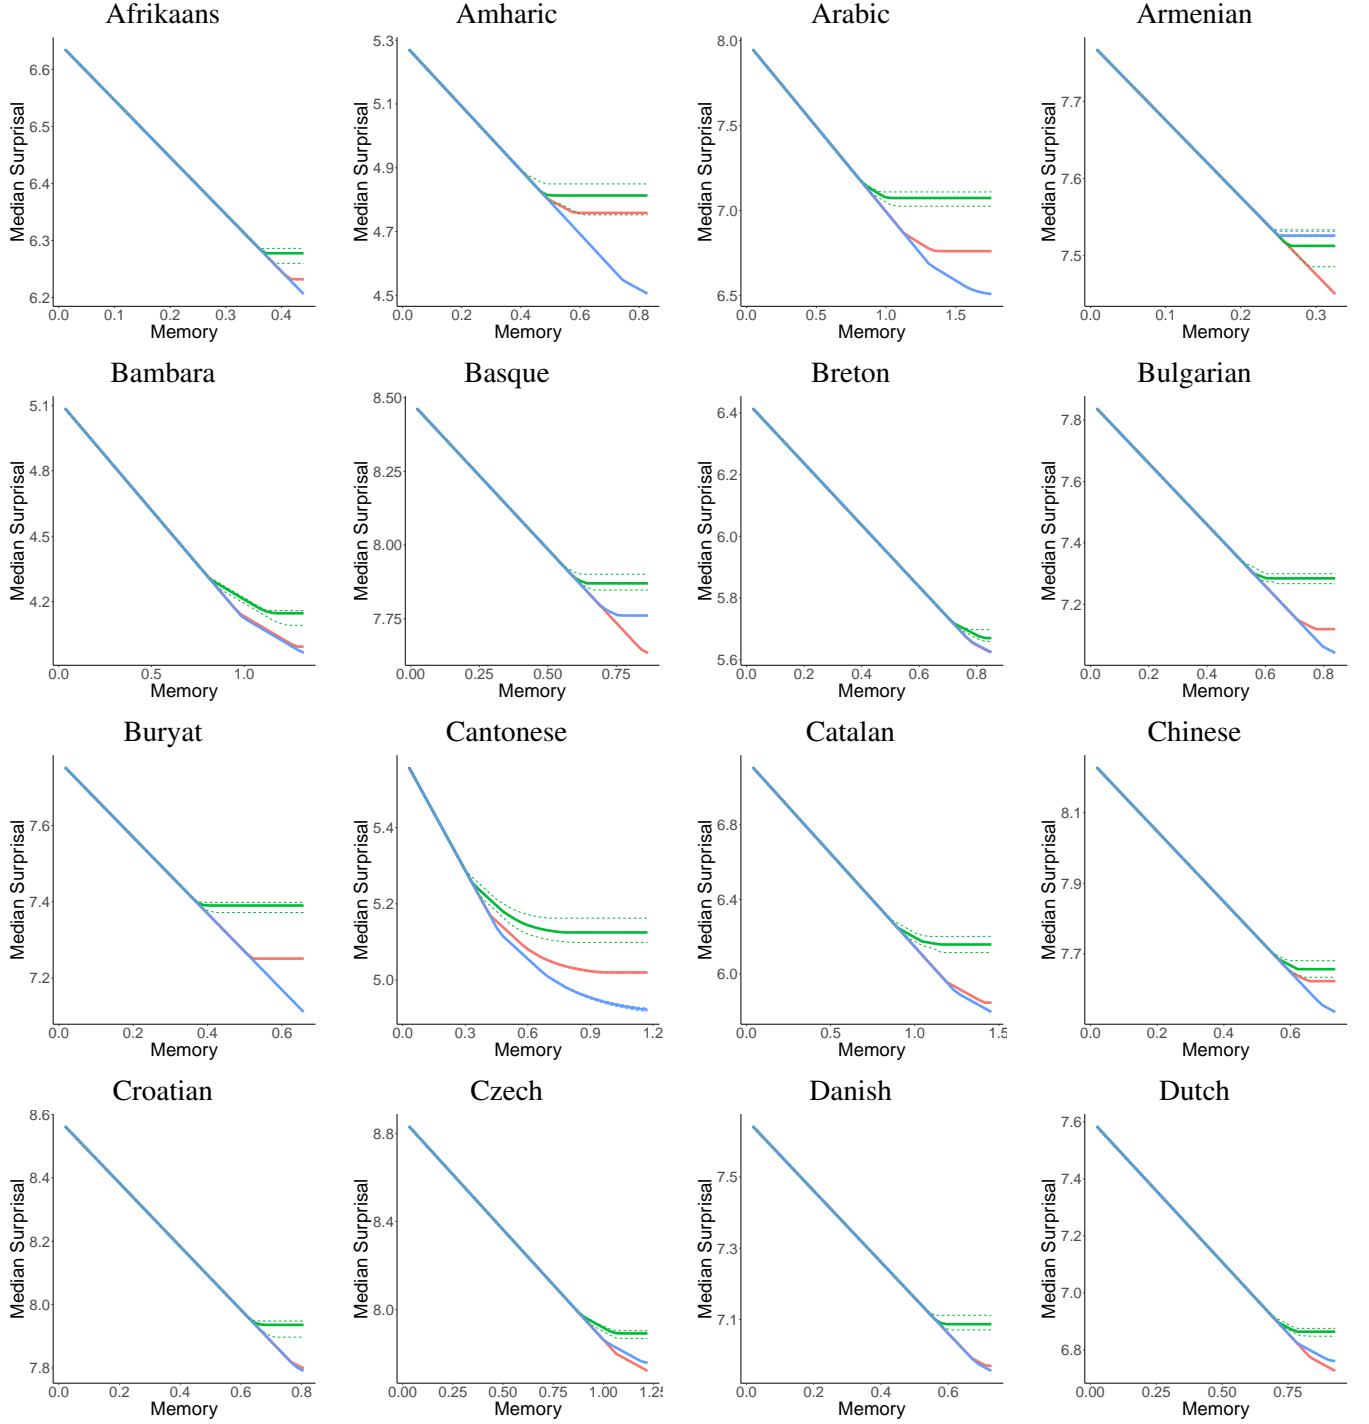 Afrikaans Amharic Arabic Armenian
6.6 6.5 6.4 6.3 6.2
Median Surprisal
0.0 0.1 0.2 0.3 0.4
Memory
5.3 5.1 4.9 4.7 4.5
Median Surprisal
0.0 0.2 0.4 0.6 0.8
Memory
8.0 7.5 7.0 6.5
Median Surprisal
0.0 0.5 1.0 1.5
Memory
7.7 7.6 7.5
Median Surprisal
0.0 0.1 0.2 0.3
Memory
Bambara Basque Breton Bulgarian
5.1 4.8 4.5 4.2
Median Surprisal
0.0 0.5 1.0
Memory
8.50 8.25 8.00 7.75
Median Surprisal
0.00 0.25 0.50 0.75
Memory
6.4 6.2 6.0 5.8 5.6
Median Surprisal
0.0 0.2 0.4 0.6 0.8
Memory
7.8 7.6 7.4 7.2
Median Surprisal
0.0 0.2 0.4 0.6 0.8
Memory
Buryat Cantonese Catalan Chinese
7.6 7.4 7.2
Median Surprisal
0.0 0.2 0.4 0.6
Memory
5.4 5.2 5.0
Median Surprisal
0.0 0.3 0.6 0.9 1.2
Memory
6.8 6.4 6.0
Median Surprisal
0.0 0.5 1.0 1.5
Memory
8.1 7.9 7.7
Median Surprisal
0.0 0.2 0.4 0.6
Memory
Croatian Czech Danish Dutch
8.6 8.4 8.2 8.0 7.8
Median Surprisal
0.0 0.2 0.4 0.6 0.8
Memory
8.8 8.4 8.0
Median Surprisal
0.00 0.25 0.50 0.75 1.00 1.25
Memory
7.5 7.3 7.1
Median Surprisal
0.0 0.2 0.4 0.6
Memory
7.6 7.4 7.2 7.0 6.8
Median Surprisal
0.00 0.25 0.50 0.75
Memory